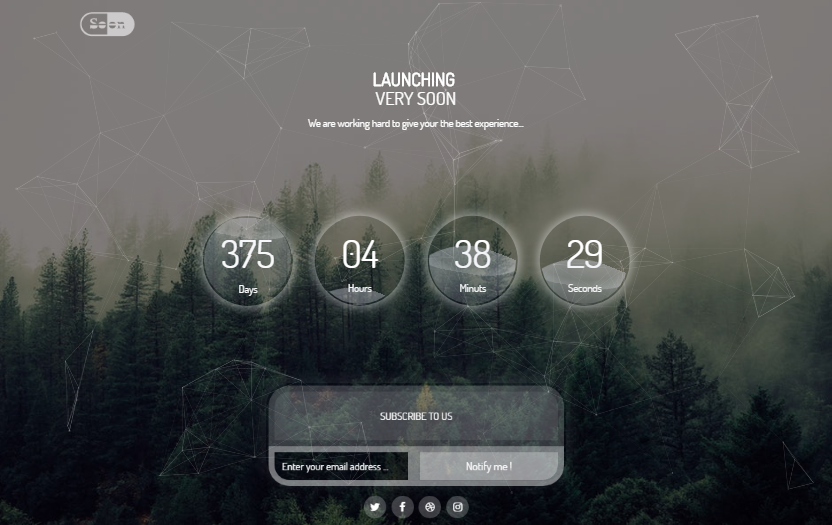 Soon
LAUNCHING
VERY SOON
We are working hard to give your the best experience...
375 04 38 29
Days Hours Minuts Seconds
SUBSCRIBE TO US
Enter your email address ... Notify me !